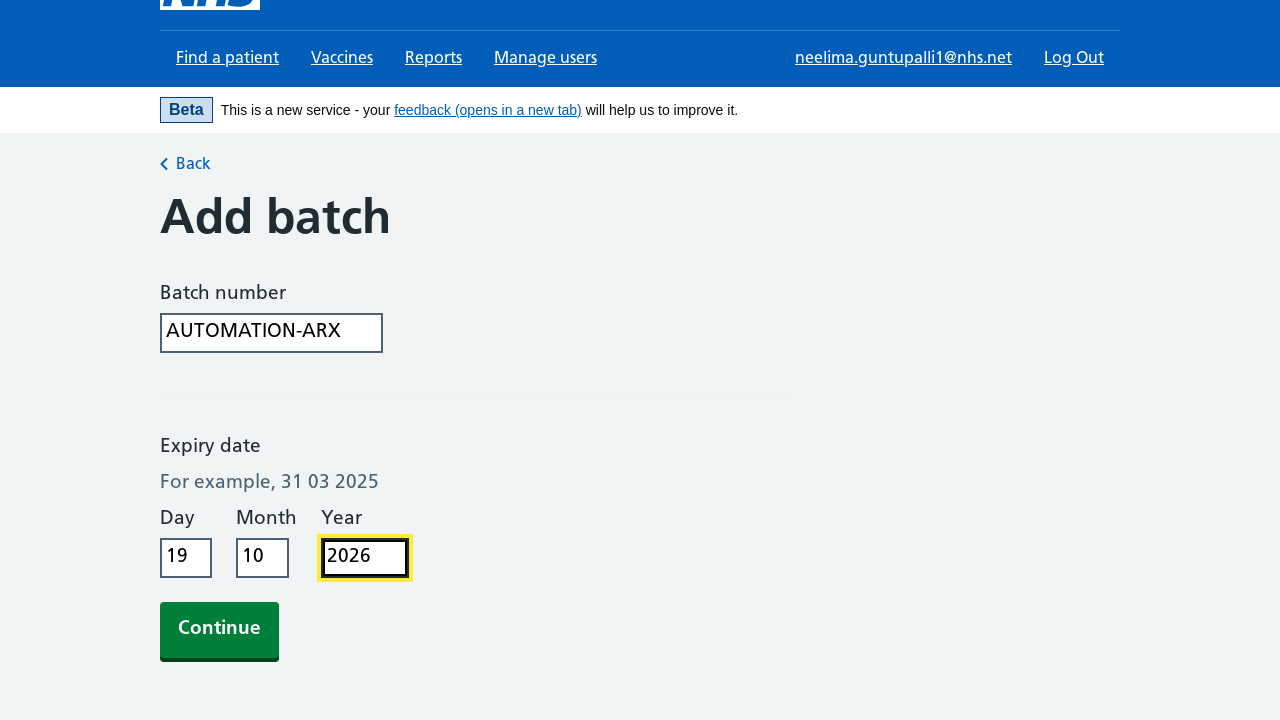 NHS
Find a patient Vaccines Reports Manage users neelima.guntupalli1@nhs.net Log Out
Beta This is a new service - your feedback (opens in a new tab) will help us to improve it.
Back
Add batch
Batch number
AUTOMATION-ARX
Expiry date
For example, 31 03 2025
Day Month Year
19 10 2026
Continue